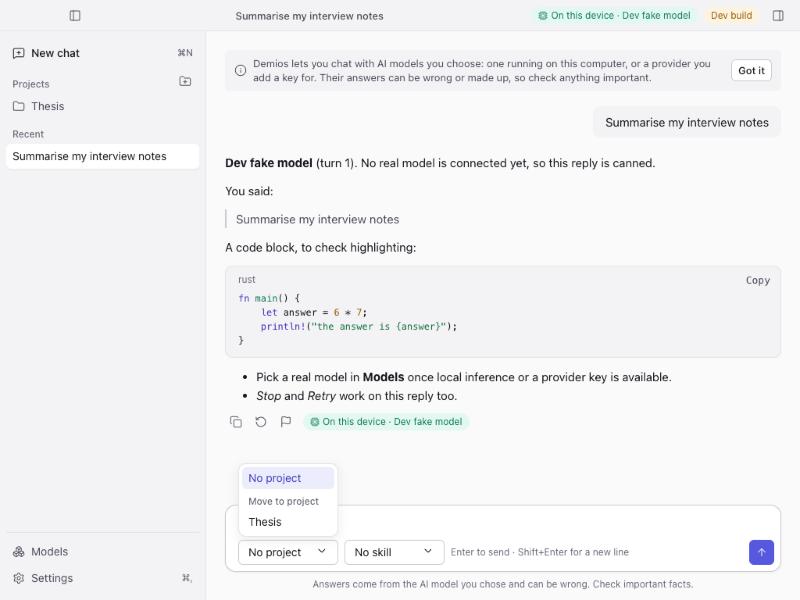 Summarise my interview notes
On this device · Dev fake model
Dev build
New chat
⌘N
Projects
Thesis
Recent
Summarise my interview notes
Demios lets you chat with AI models you choose: one running on this computer, or a provider you
add a key for. Their answers can be wrong or made up, so check anything important.
Got it
Summarise my interview notes
Dev fake model (turn 1). No real model is connected yet, so this reply is canned.
You said:
Summarise my interview notes
A code block, to check highlighting:
rust
Copy
fn main() {
    let answer = 6 * 7;
    println!("the answer is {answer}");
}
• Pick a real model in Models once local inference or a provider key is available.
• Stop and Retry work on this reply too.
On this device · Dev fake model
No project
Move to project
Thesis
No project
No skill
Enter to send · Shift+Enter for a new line
Models
Settings
⌘,
Answers come from the AI model you chose and can be wrong. Check important facts.